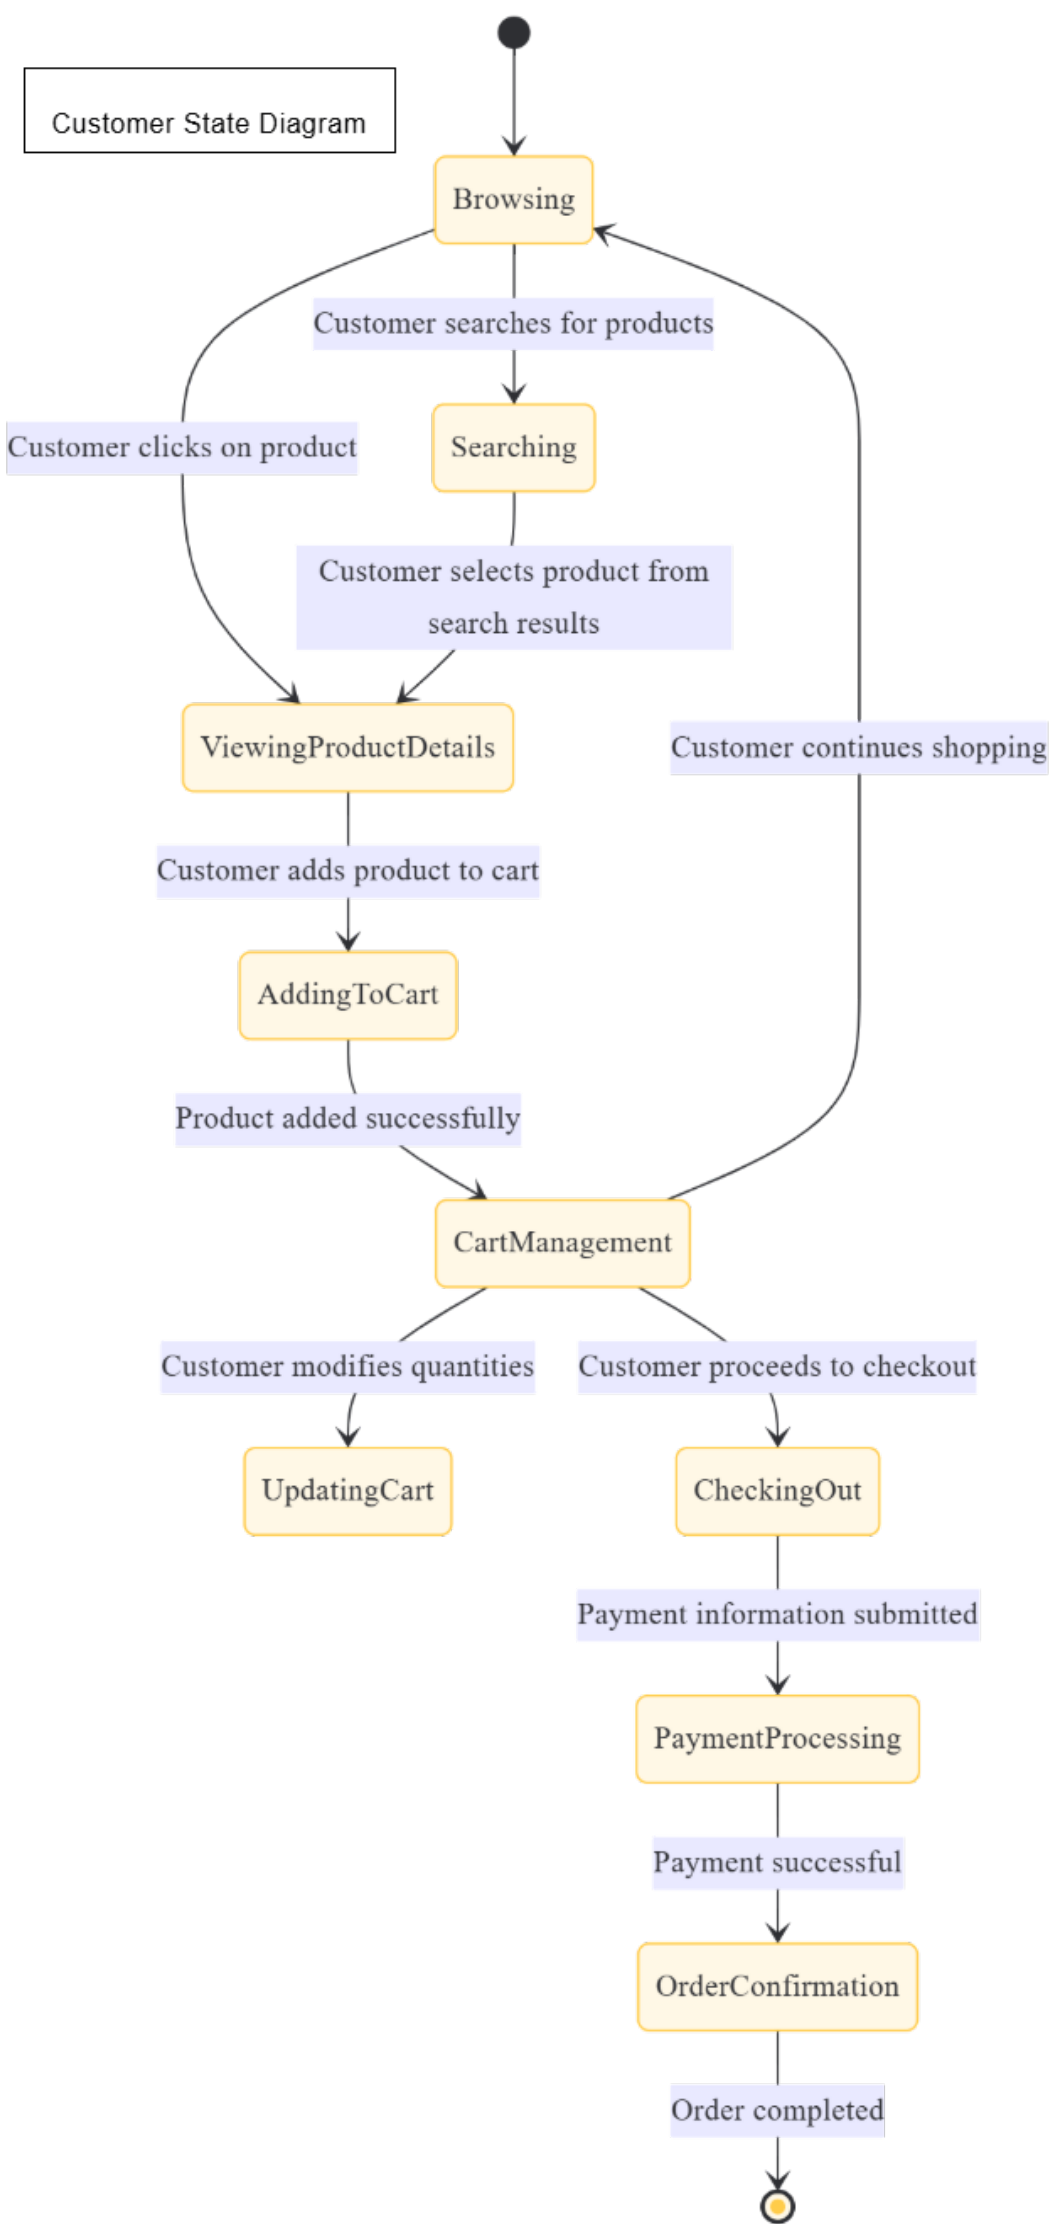 Customer State Diagram
Browsing
Customer searches for products
Customer clicks on product
Searching
Customer selects product from
search results
ViewingProductDetails
Customer continues shopping
Customer adds product to cart
AddingToCart
Product added successfully
CartManagement
Customer modifies quantities
Customer proceeds to checkout
UpdatingCart
CheckingOut
Payment information submitted
PaymentProcessing
Payment successful
OrderConfirmation
Order completed